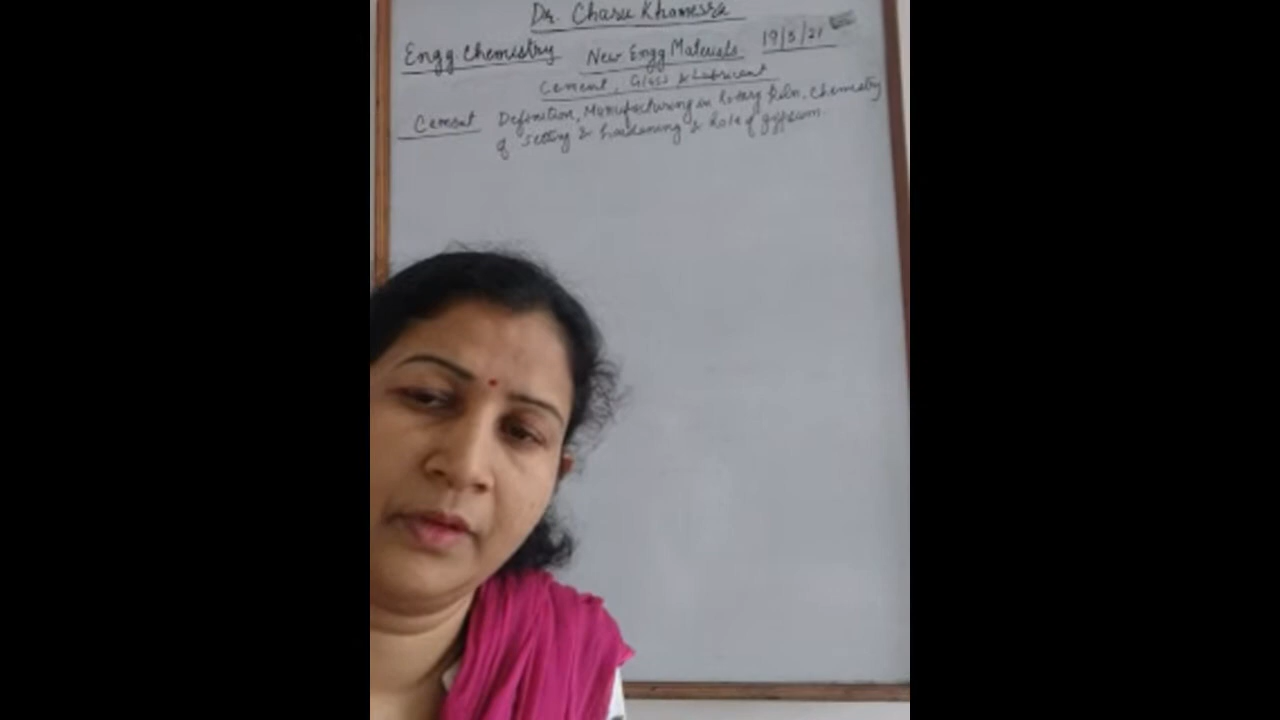 Dr. Charu Khamesra
Engg. Chemistry New Engg Materials 19/5/21
Cement, Glass & Lubricant
Cement Definition, Manufacturing in Rotary Kiln, Chemistry
of setting & hardening & Role of gypsum.